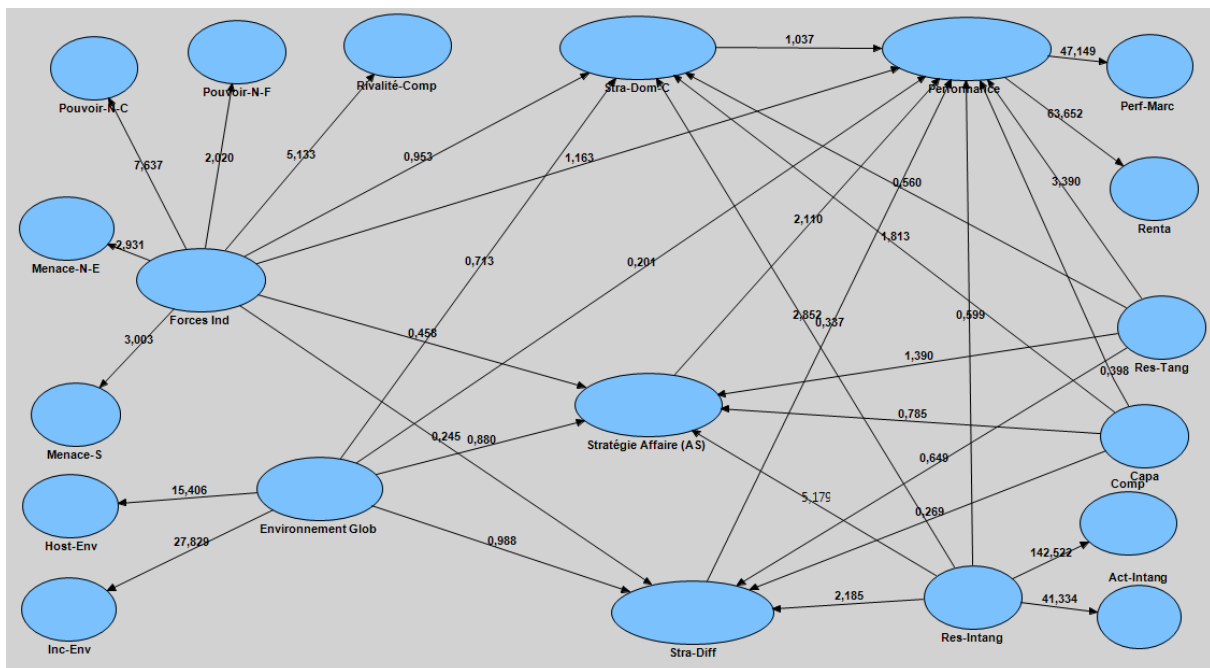 1,037
47,149
Pouvoir-N-C
Pouvoir-N-F
Rivalité-Comp
Stra-Dom-C
Performance
Perf-Marc
63,652
7,637
2,020
5,133
0,953
1,163
0,560
3,390
2,110
1,813
Renta
2,931
Menace-N-E
0,713
0,201
Forces Ind
3,003
0,458
2,852
0,337
0,599
1,390
0,398
Res-Tang
Menace-S
0,245
0,880
Stratégie Affaire (AS)
0,785
0,649
Capa
Comp
15,406
Host-Env
Environnement Glob
5,179
0,269
27,829
0,988
142,522
Act-Intang
2,185
41,334
Inc-Env
Stra-Diff
Res-Intang